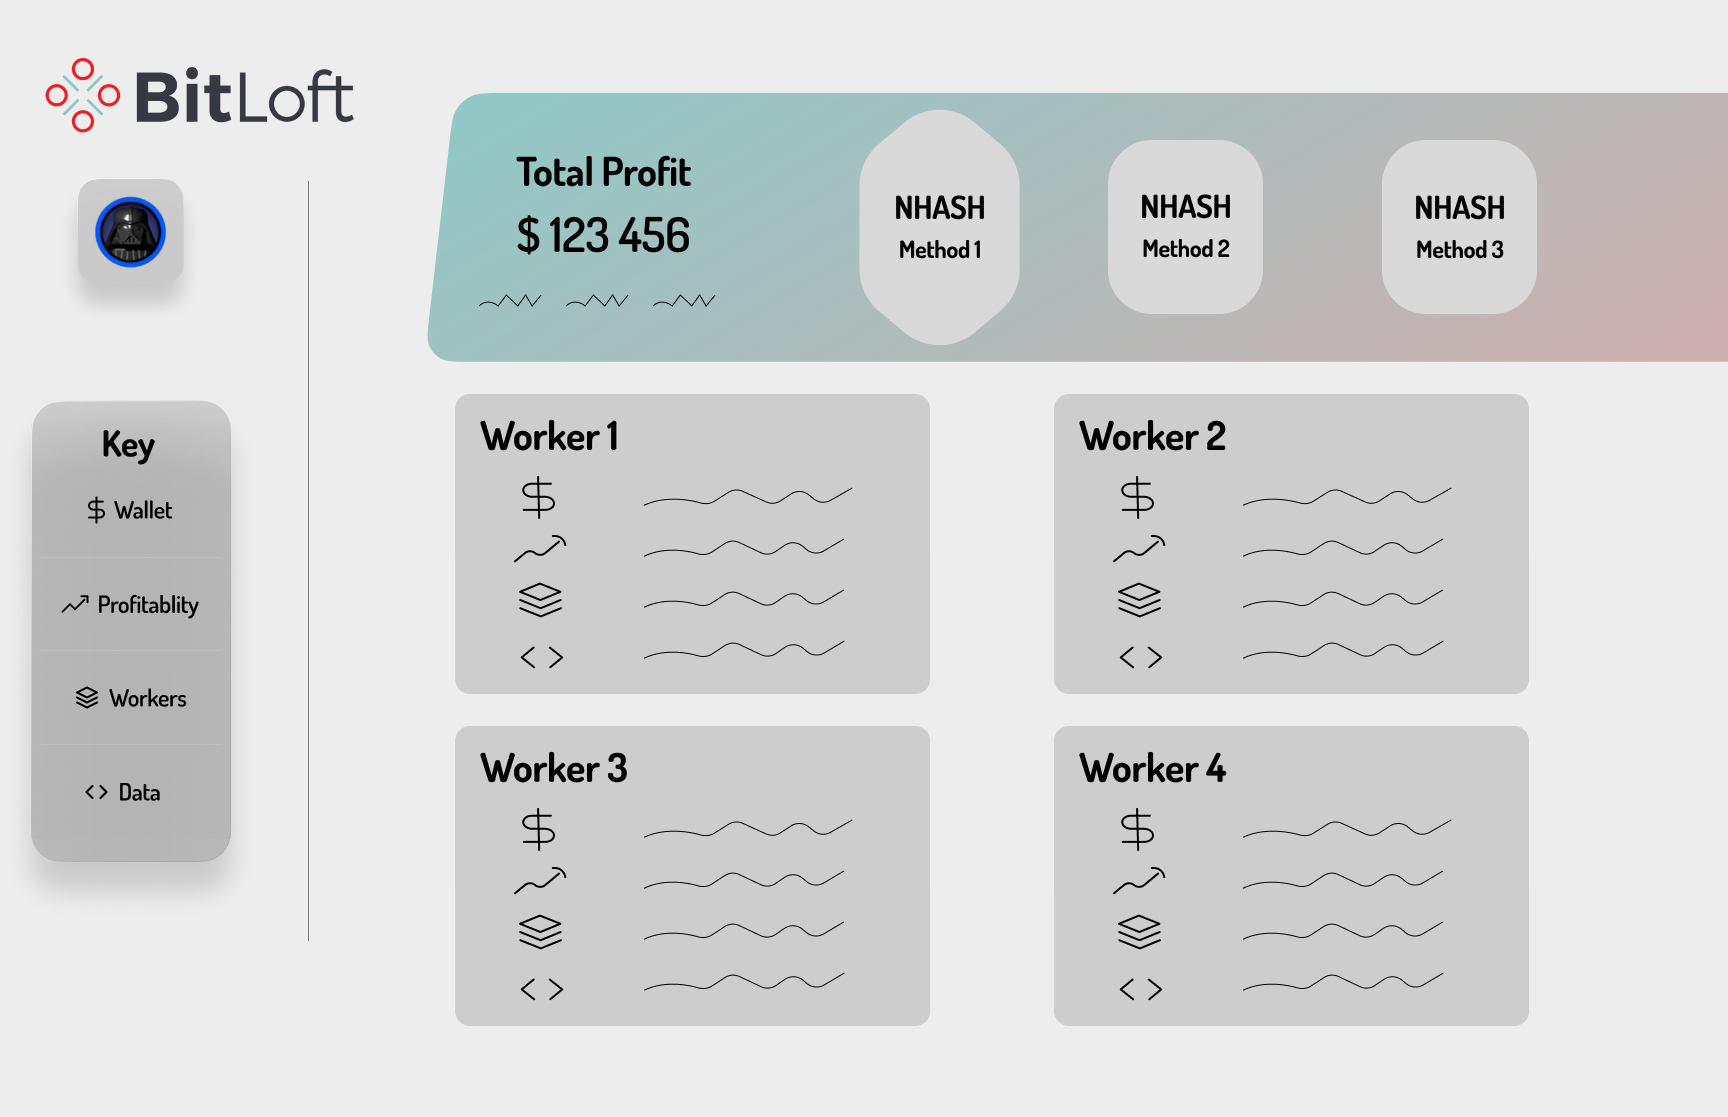 BitLoft
Total Profit
$ 123 456
NHASH
Method 1
NHASH
Method 2
NHASH
Method 3
Key
Wallet
Profitablity
Workers
Data
Worker 1
Worker 2
Worker 3
Worker 4